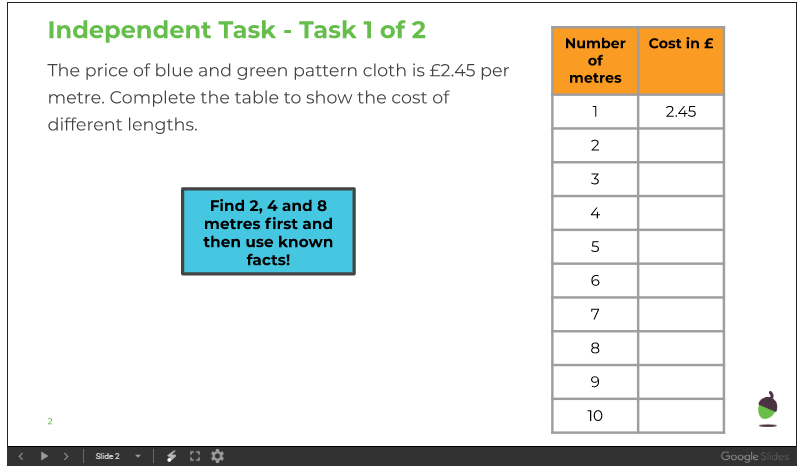 Independent Task - Task 1 of 2
The price of blue and green pattern cloth is £2.45 per
metre. Complete the table to show the cost of
different lengths.
Find 2, 4 and 8
metres first and
then use known
facts!
Number
of
metres
Cost in £
1 2.45
2
3
4
5
6
7
8
9
10
2
Slide 2
Google Slides